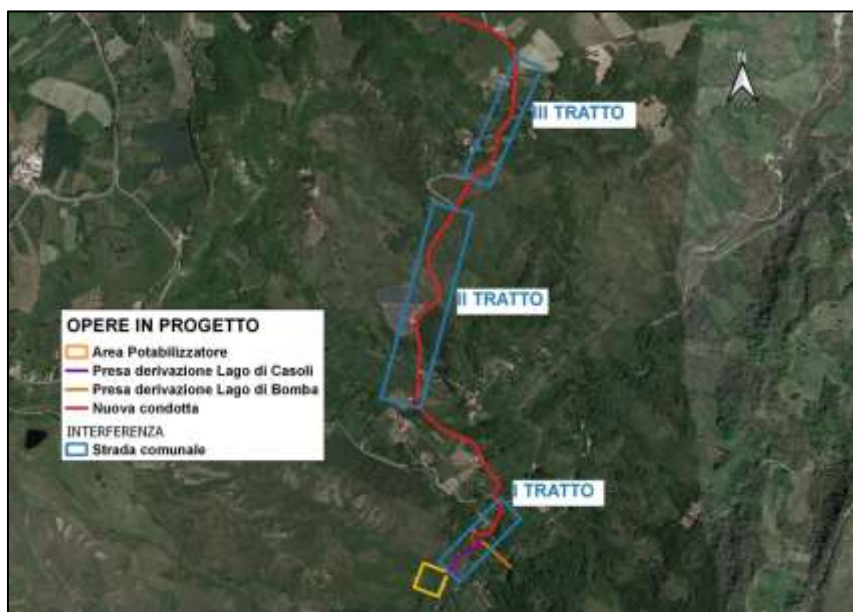 N
III TRATTO
II TRATTO
OPERE IN PROGETTO
Area Potabilizzatore
Presa derivazione Lago di Casoli
Presa derivazione Lago di Bomba
Nuova condotta
INTERFERENZA
Strada comunale
I TRATTO